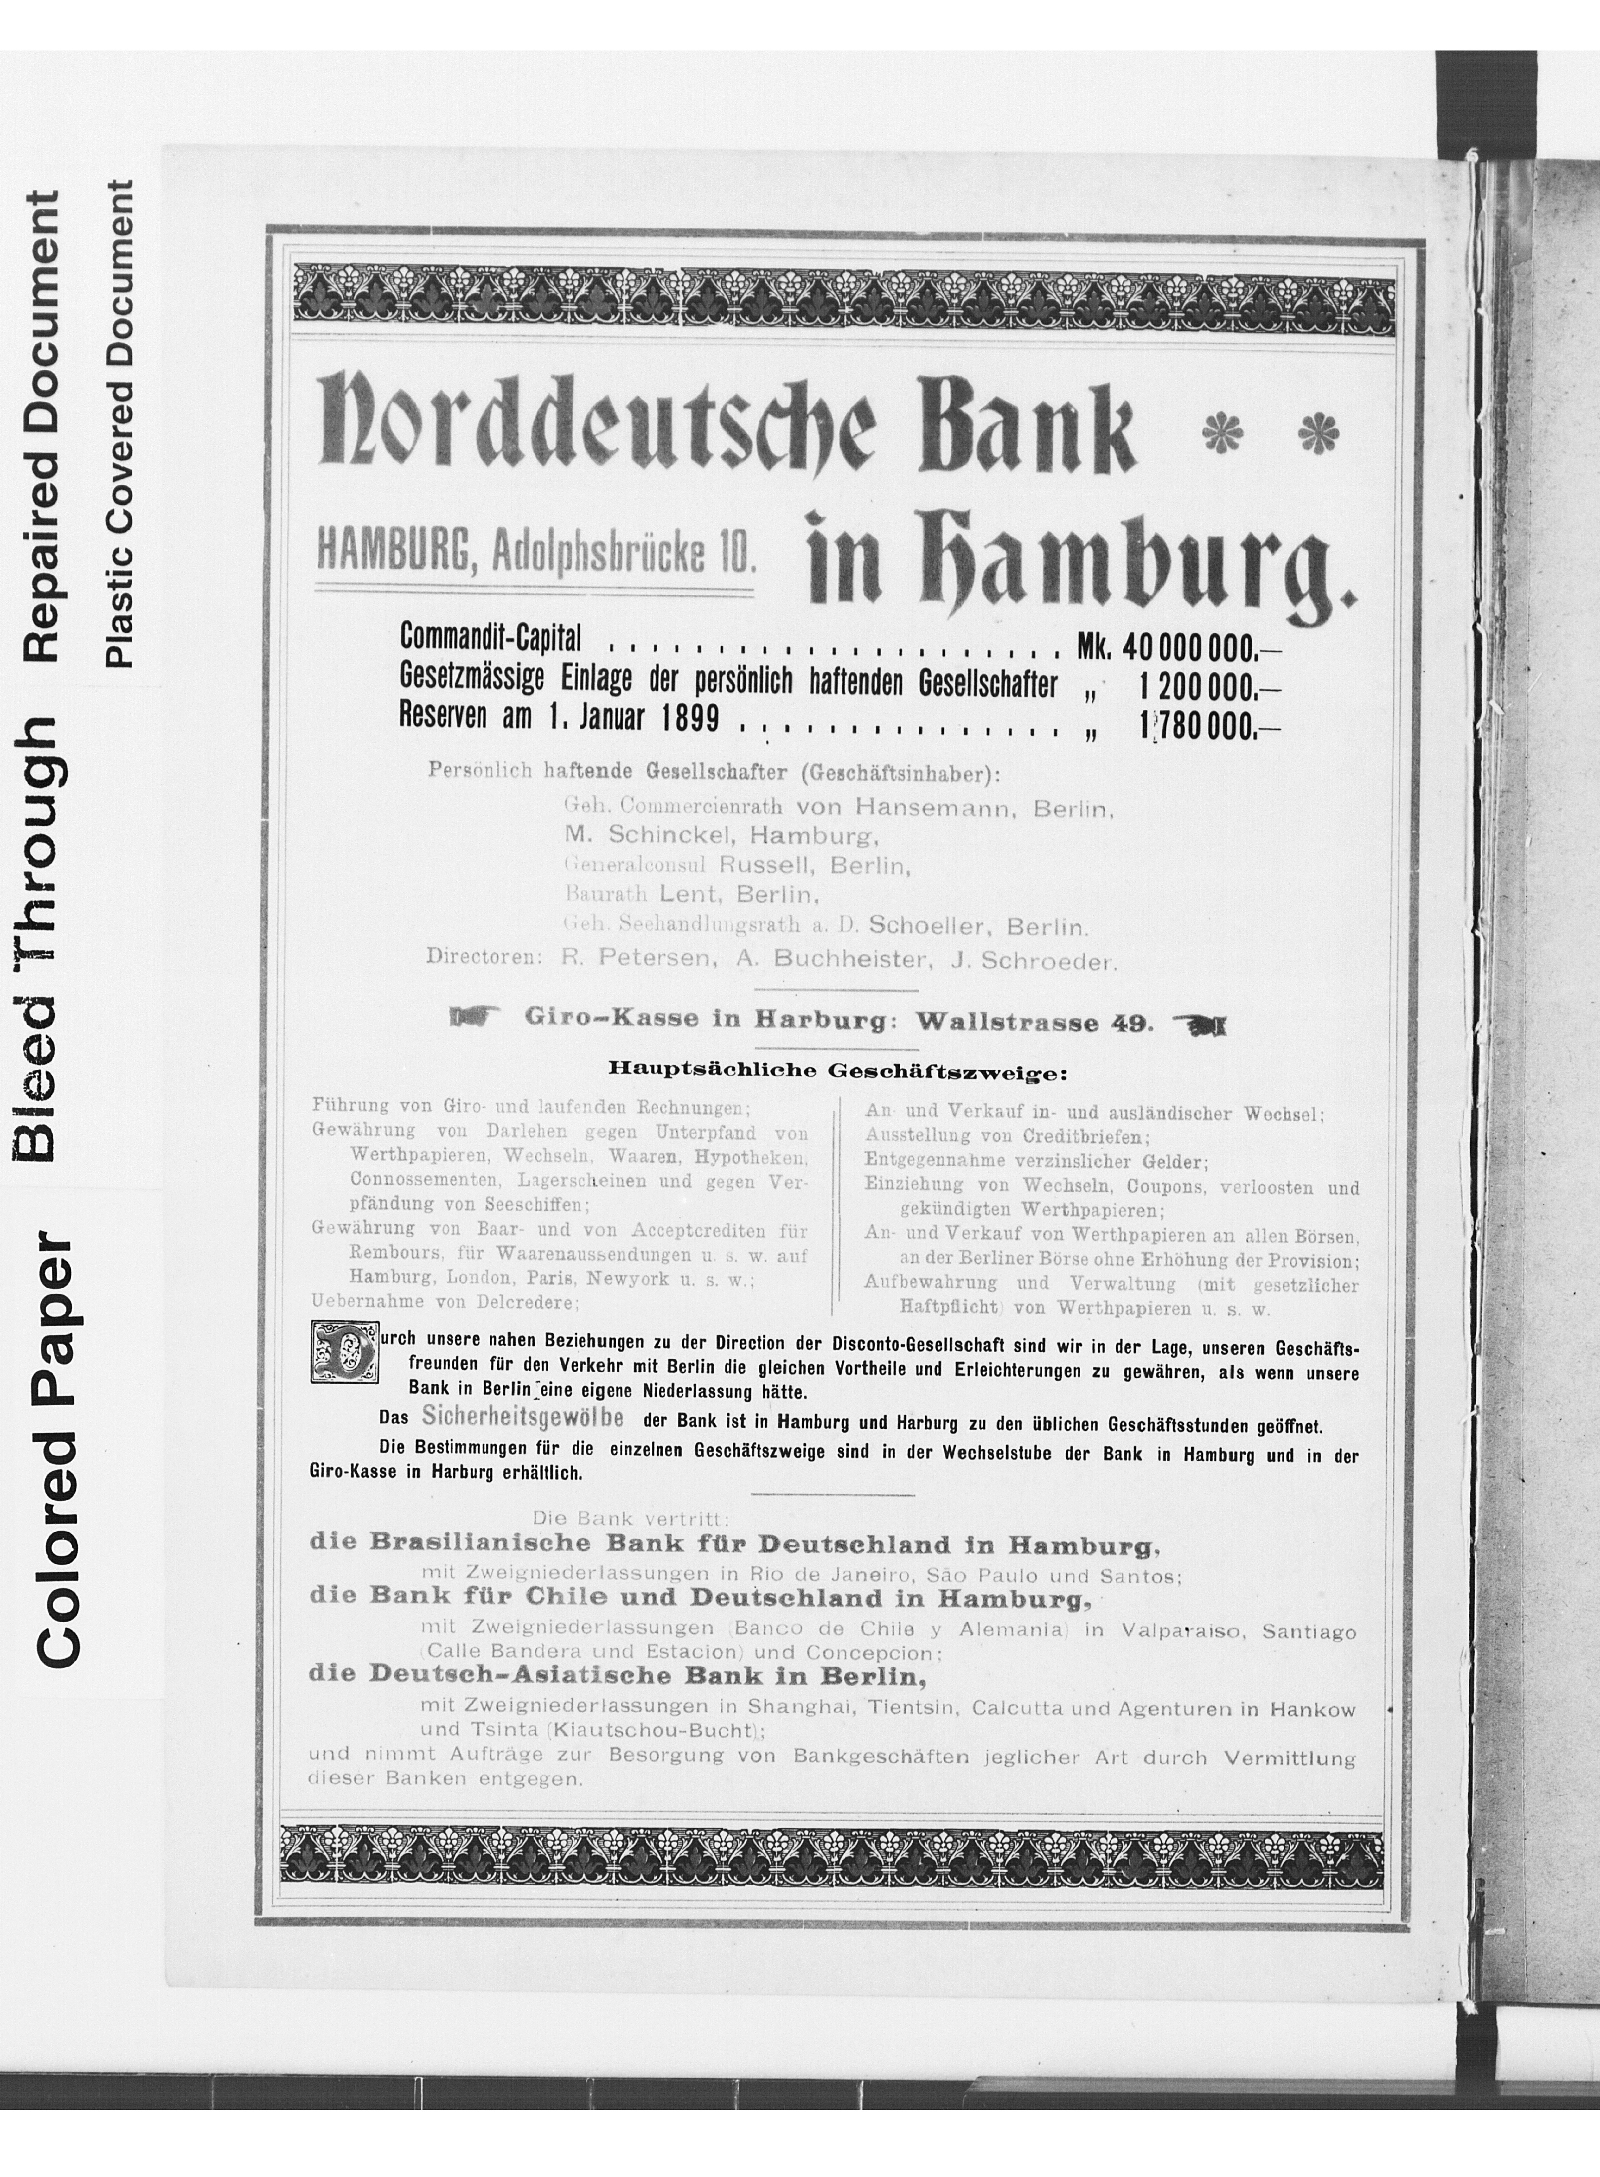 Colored Paper Bleed Through Repaired Document
Plastic Covered Document
Norddeutsche Bank
HAMBURG, Adolphsbrücke 10. in Hamburg.
Commandit-Capital . . . . . . . . . . . . . . . . . . . . . Mk. 40 000 000.—
Gesetzmässige Einlage der persönlich haftenden Gesellschafter „ 1 200 000.—
Reserven am 1. Januar 1899 . . . . . . . . . . . . . . . „ 1 780 000.—
Persönlich haftende Gesellschafter (Geschäftsinhaber):
Geh. Commercienrath von Hansemann, Berlin,
M. Schinckel, Hamburg,
Generalconsul Russell, Berlin,
Baurath Lent, Berlin,
Geh. Seehandlungsrath a. D. Schoeller, Berlin.
Directoren: R. Petersen, A. Buchheister, J. Schroeder.
Giro-Kasse in Harburg: Wallstrasse 49.
Hauptsächliche Geschäftszweige:
Führung von Giro- und laufenden Rechnungen;
Gewährung von Darlehen gegen Unterpfand von
Werthpapieren, Wechseln, Waaren, Hypotheken,
Connossementen, Lagerscheinen und gegen Ver-
pfändung von Seeschiffen;
Gewährung von Baar- und von Acceptcrediten für
Rembours, für Waarenaussendungen u. s. w. auf
Hamburg, London, Paris, Newyork u. s. w.;
Uebernahme von Delcredere;
An- und Verkauf in- und ausländischer Wechsel;
Ausstellung von Creditbriefen;
Entgegennahme verzinslicher Gelder;
Einziehung von Wechseln, Coupons, verloosten und
gekündigten Werthpapieren;
An- und Verkauf von Werthpapieren an allen Börsen,
an der Berliner Börse ohne Erhöhung der Provision;
Aufbewahrung und Verwaltung (mit gesetzlicher
Haftpflicht) von Werthpapieren u. s. w.
Durch unsere nahen Beziehungen zu der Direction der Disconto-Gesellschaft sind wir in der Lage, unseren Geschäfts-
freunden für den Verkehr mit Berlin die gleichen Vortheile und Erleichterungen zu gewähren, als wenn unsere
Bank in Berlin eine eigene Niederlassung hätte.
Das Sicherheitsgewölbe der Bank ist in Hamburg und Harburg zu den üblichen Geschäftsstunden geöffnet.
Die Bestimmungen für die einzelnen Geschäftszweige sind in der Wechselstube der Bank in Hamburg und in der
Giro-Kasse in Harburg erhältlich.
Die Bank vertritt:
die Brasilianische Bank für Deutschland in Hamburg,
mit Zweigniederlassungen in Rio de Janeiro, São Paulo und Santos;
die Bank für Chile und Deutschland in Hamburg,
mit Zweigniederlassungen (Banco de Chile y Alemania) in Valparaiso, Santiago
(Calle Bandera und Estacion) und Concepcion;
die Deutsch-Asiatische Bank in Berlin,
mit Zweigniederlassungen in Shanghai, Tientsin, Calcutta und Agenturen in Hankow
und Tsinta (Kiautschou-Bucht);
und nimmt Aufträge zur Besorgung von Bankgeschäften jeglicher Art durch Vermittlung
dieser Banken entgegen.